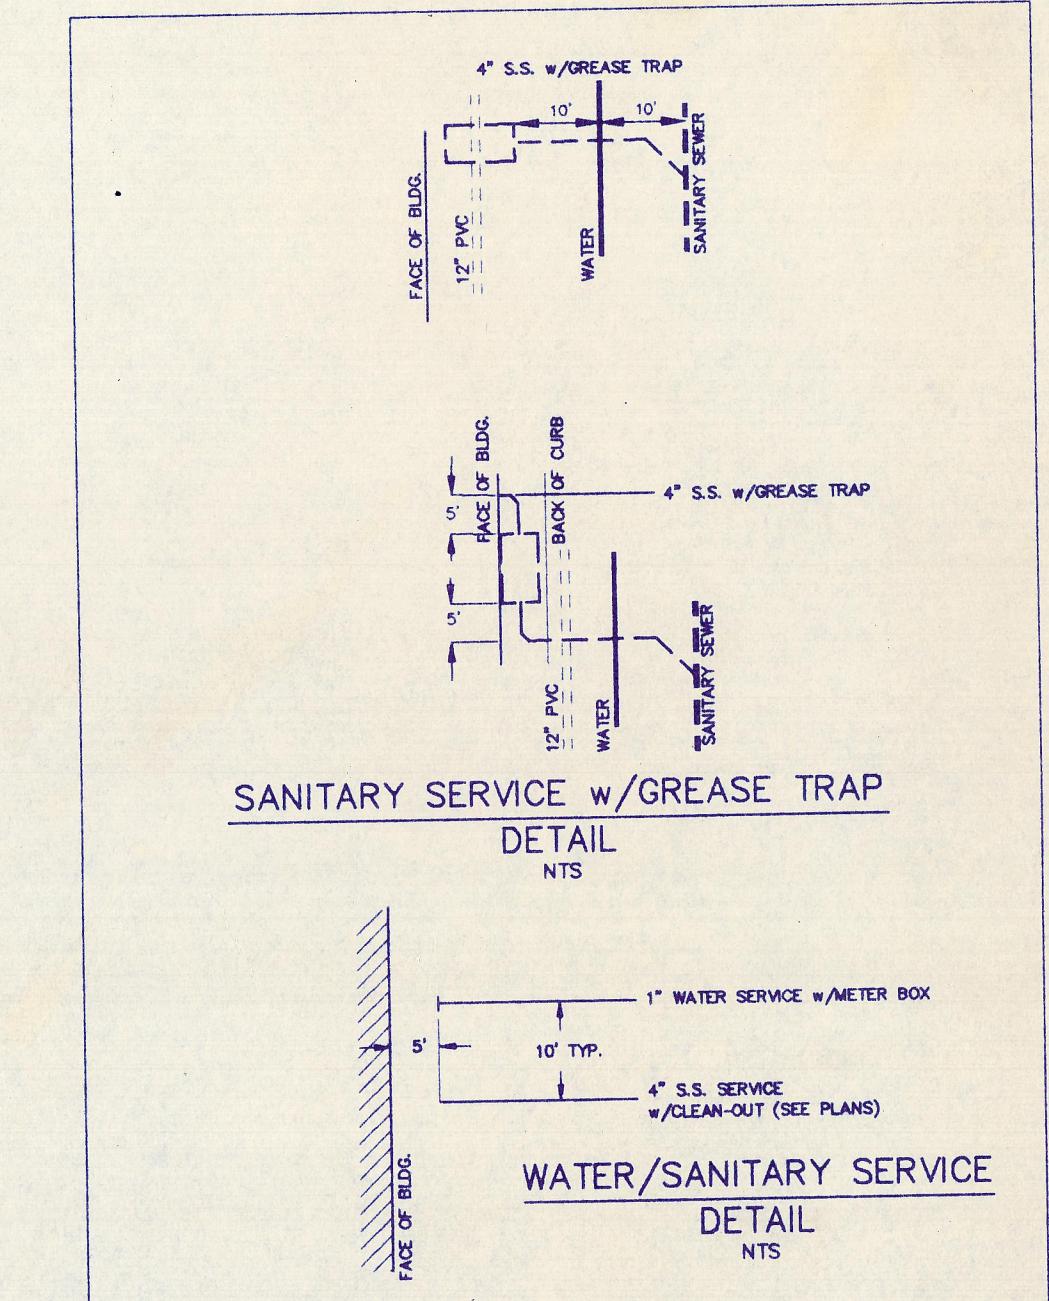 4" S.S. w/GREASE TRAP
10'
10'
FACE OF BLDG.
12" PVC
WATER
SANITARY SEWER
FACE OF BLDG.
BACK OF CURB
4" S.S. w/GREASE TRAP
5'
5'
12" PVC
WATER
SANITARY SEWER
SANITARY SERVICE w/GREASE TRAP
DETAIL
NTS
1" WATER SERVICE w/METER BOX
5'
10' TYP.
4" S.S. SERVICE
w/CLEAN-OUT (SEE PLANS)
FACE OF BLDG.
WATER/SANITARY SERVICE
DETAIL
NTS